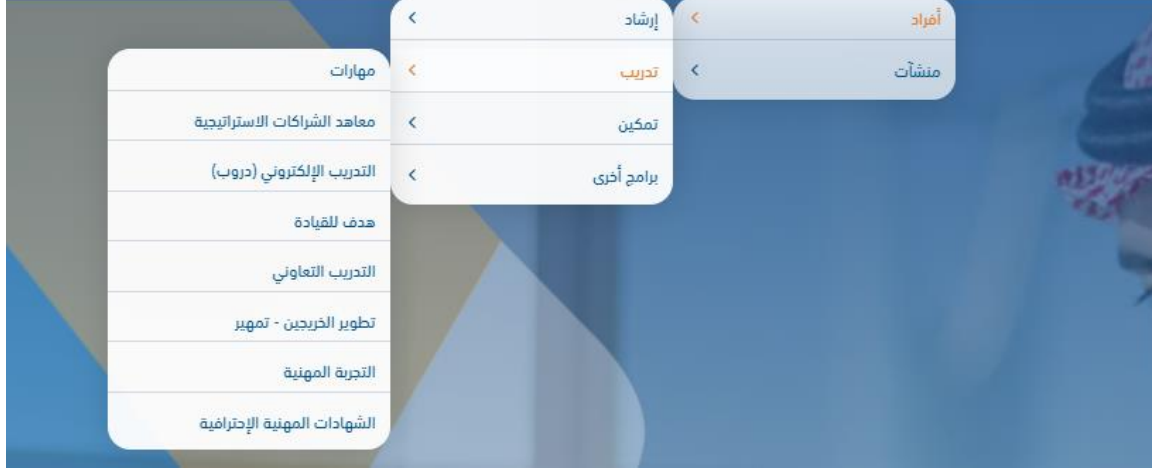 أفراد
منشآت
إرشاد
تدريب
تمكين
برامج أخرى
مهارات
معاهد الشراكات الاستراتيجية
التدريب الإلكتروني (دروب)
هدف للقيادة
التدريب التعاوني
تطوير الخريجين - تمهير
التجربة المهنية
الشهادات المهنية الإحترافية